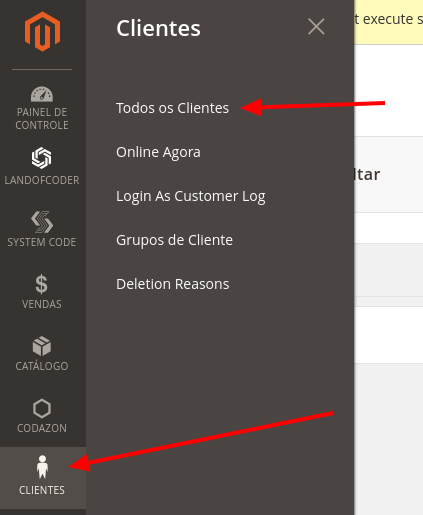 Clientes
t execute s
PAINEL DE
CONTROLE
Todos os Clientes
LANDOFCODER
Online Agora
ltar
Login As Customer Log
SYSTEM CODE
Grupos de Cliente
VENDAS
Deletion Reasons
CATÁLOGO
CODAZON
CLIENTES